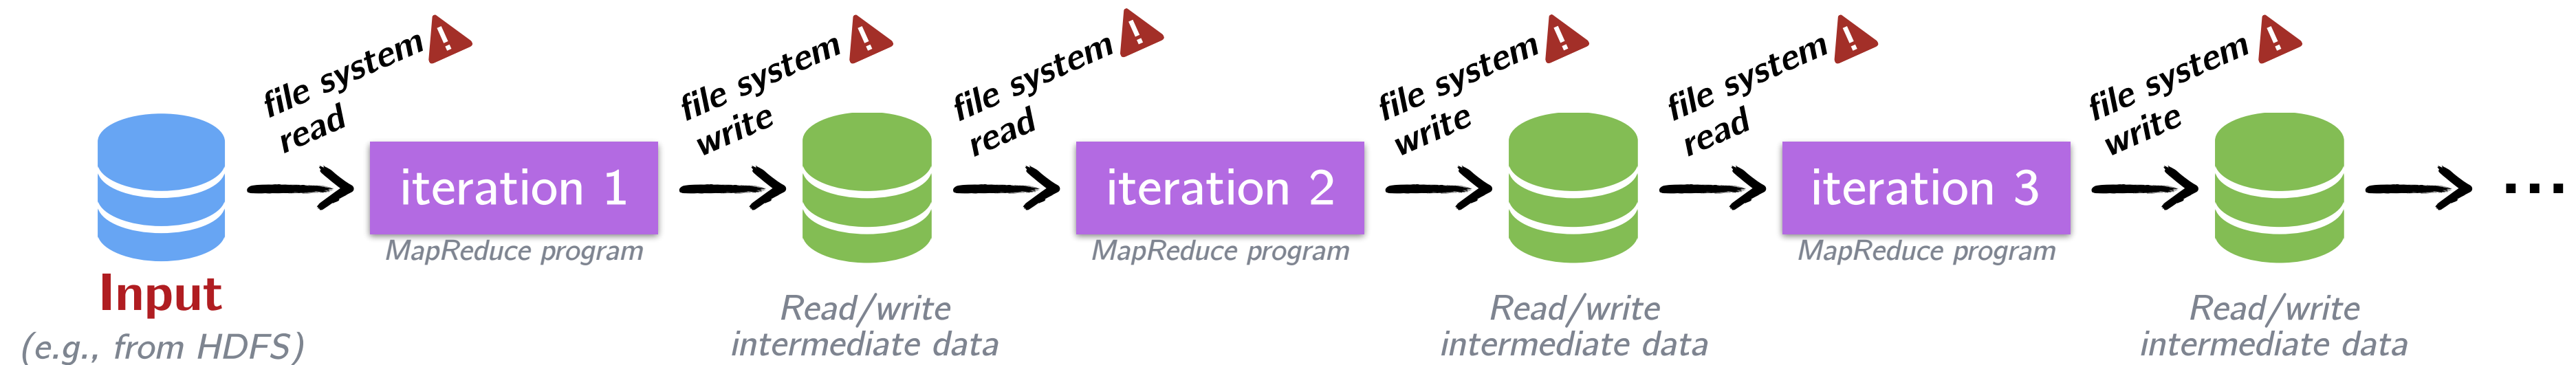 file system
read
file system
write
file system
read
file system
write
file system
read
file system
write
iteration 1
iteration 2
iteration 3
...
MapReduce program
MapReduce program
MapReduce program
Input
(e.g., from HDFS)
Read/write
intermediate data
Read/write
intermediate data
Read/write
intermediate data